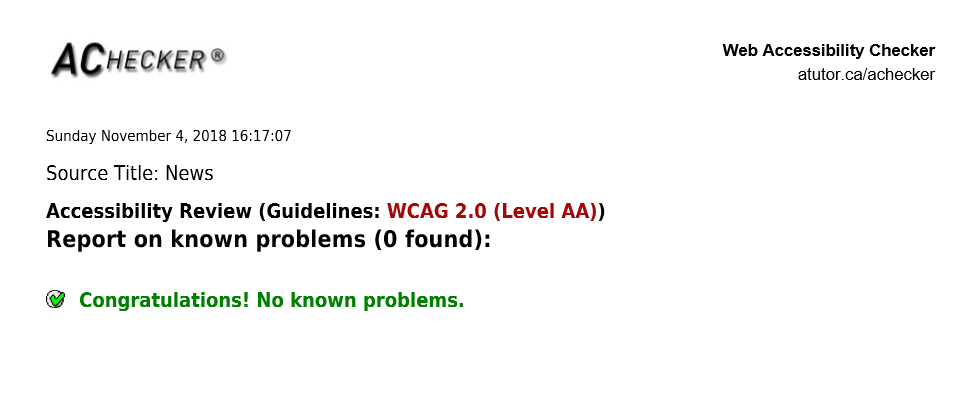 ACHECKER®
Web Accessibility Checker
atutor.ca/achecker
Sunday November 4, 2018 16:17:07
Source Title: News
Accessibility Review (Guidelines: WCAG 2.0 (Level AA))
Report on known problems (0 found):
Congratulations! No known problems.